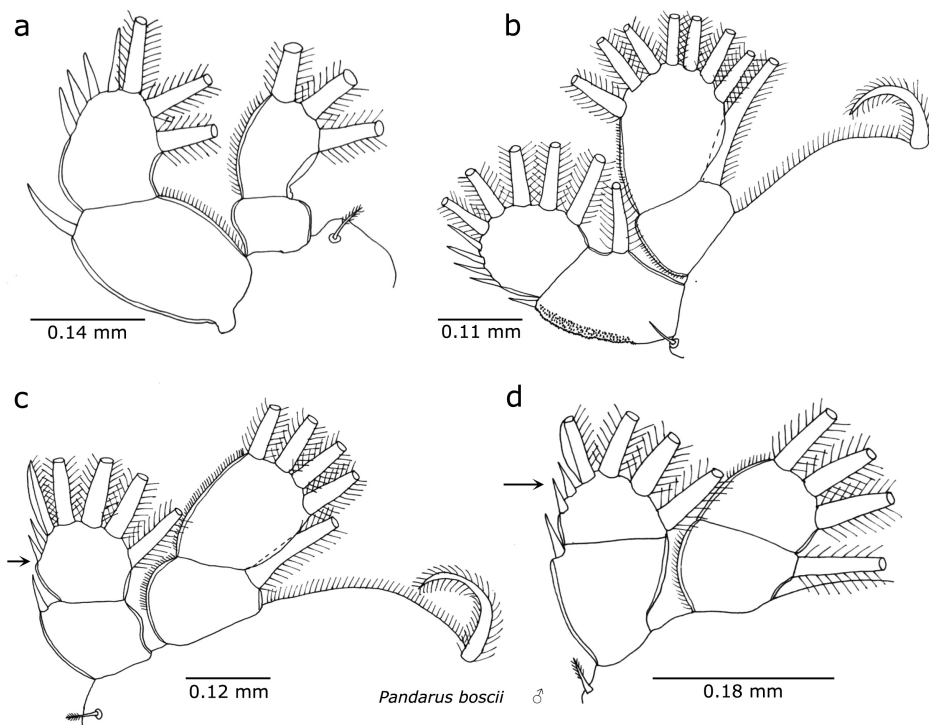 a
b
0.14 mm
0.11 mm
c
d
0.12 mm
0.18 mm
Pandarus boscii ♂